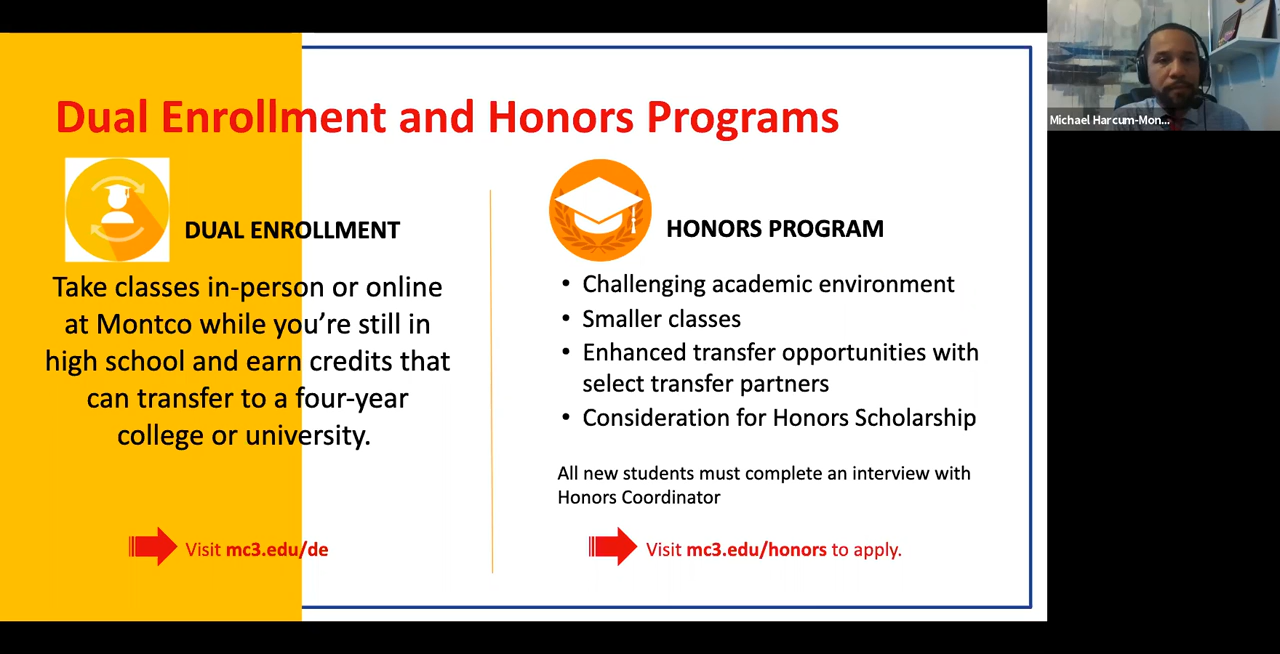 Dual Enrollment and Honors Programs
DUAL ENROLLMENT
Take classes in-person or online
at Montco while you’re still in
high school and earn credits that
can transfer to a four-year
college or university.
Visit mc3.edu/de
HONORS PROGRAM
• Challenging academic environment
• Smaller classes
• Enhanced transfer opportunities with
select transfer partners
• Consideration for Honors Scholarship
All new students must complete an interview with
Honors Coordinator
Visit mc3.edu/honors to apply.
Michael Harcum-Mon...